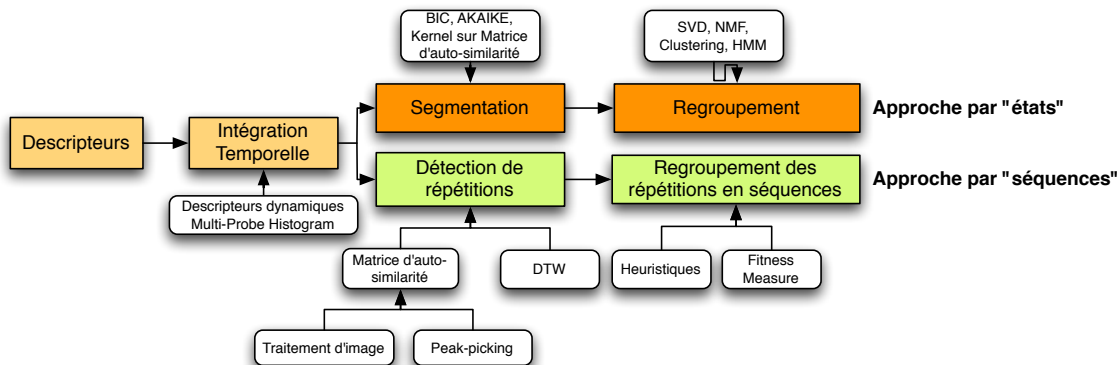 BIC, AKAIKE,
Kernel sur Matrice
d'auto-similarité
SVD, NMF,
Clustering, HMM
Segmentation
Regroupement
Approche par "états"
Descripteurs
Intégration
Temporelle
Détection de
répétitions
Regroupement des
répétitions en séquences
Approche par "séquences"
Descripteurs dynamiques
Multi-Probe Histogram
Matrice d'auto-
similarité
DTW
Heuristiques
Fitness
Measure
Traitement d'image
Peak-picking